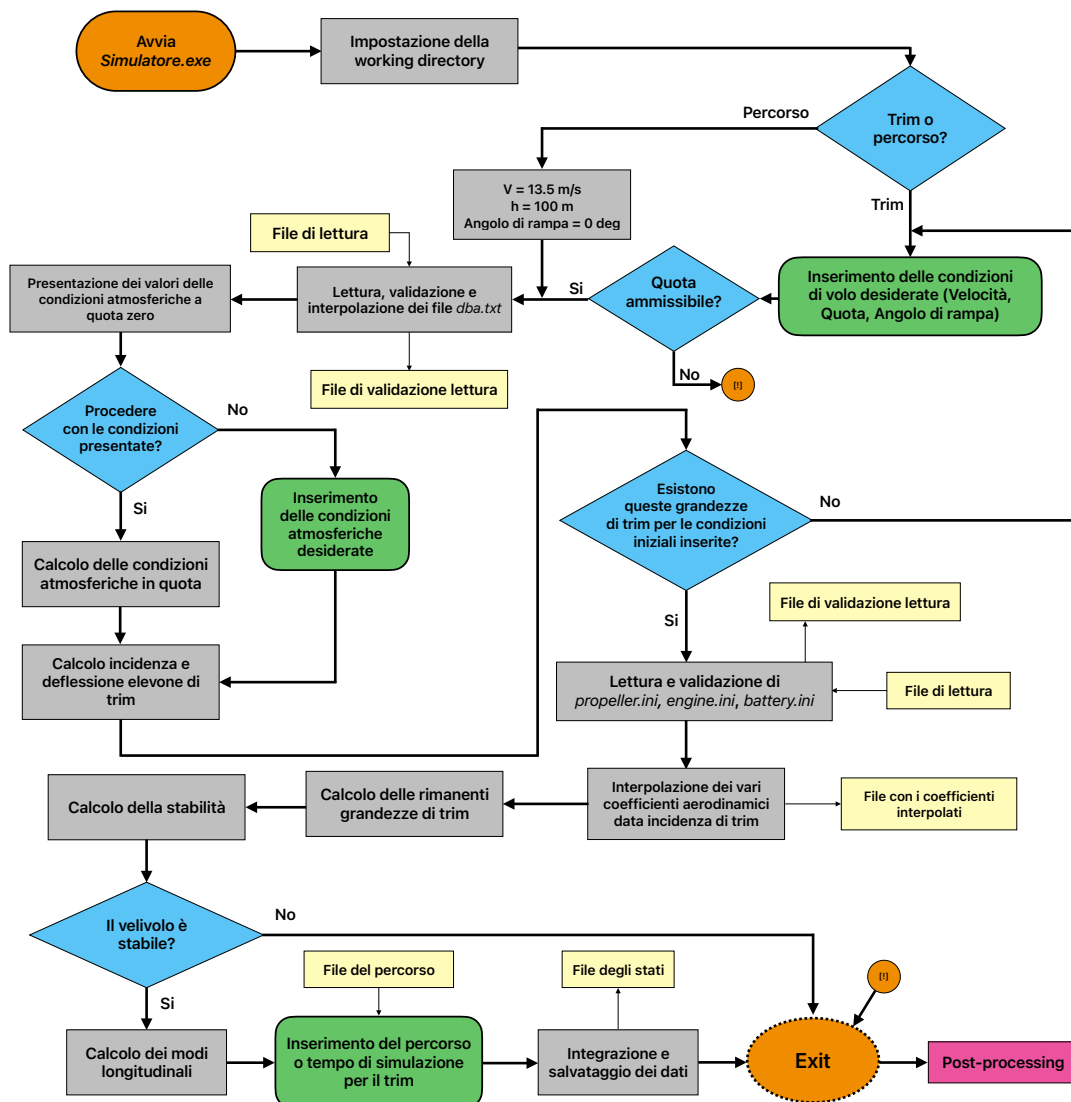 Avvia
Simulatore.exe
Impostazione della
working directory
Trim o
percorso?
Percorso
Trim
V = 13.5 m/s
h = 100 m
Angolo di rampa = 0 deg
File di lettura
Inserimento delle condizioni
di volo desiderate (Velocità,
Quota, Angolo di rampa)
Quota
ammissibile?
Si
No
[!]
Lettura, validazione e
interpolazione dei file dba.txt
File di validazione lettura
Presentazione dei valori delle
condizioni atmosferiche a
quota zero
Procedere
con le condizioni
presentate?
No
Si
Inserimento
delle condizioni
atmosferiche
desiderate
Calcolo delle condizioni
atmosferiche in quota
Calcolo incidenza e
deflessione elevone di
trim
Esistono
queste grandezze
di trim per le condizioni
iniziali inserite?
No
Si
File di validazione lettura
Lettura e validazione di
propeller.ini, engine.ini, battery.ini
File di lettura
Interpolazione dei vari
coefficienti aerodinamici
data incidenza di trim
File con i coefficienti
interpolati
Calcolo delle rimanenti
grandezze di trim
Calcolo della stabilità
Il velivolo è
stabile?
No
Si
Calcolo dei modi
longitudinali
File del percorso
Inserimento del percorso
o tempo di simulazione
per il trim
File degli stati
Integrazione e
salvataggio dei dati
[!]
Exit
Post-processing